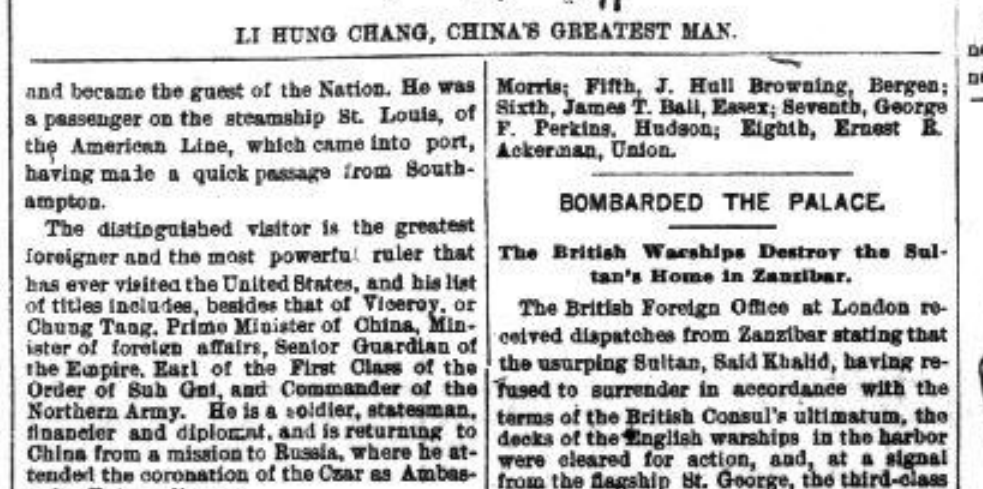 LI HUNG CHANG, CHINA'S GREATEST MAN.
and became the guest of the Nation. He was
a passenger on the steamship St. Louis, of
the American Line, which came into port,
having made a quick passage from South-
ampton.
The distinguished visitor is the greatest
foreigner and the most powerful ruler that
has ever visited the United States, and his list
of titles includes, besides that of Viceroy, or
Chung Tang, Prime Minister of China, Min-
ister of foreign affairs, Senior Guardian of
the Empire, Earl of the First Class of the
Order of Suh Gni, and Commander of the
Northern Army. He is a soldier, statesman,
financier and diplomat, and is returning to
China from a mission to Russia, where he at-
tended the coronation of the Czar as Ambas-
Morris; Fifth, J. Hull Browning, Bergen;
Sixth, James T. Ball, Essex; Seventh, George
F. Perkins, Hudson; Eighth, Ernest R.
Ackerman, Union.
BOMBARDED THE PALACE.
The British Warships Destroy the Sul-
tan's Home in Zanzibar.
The British Foreign Office at London re-
ceived dispatches from Zanzibar stating that
the usurping Sultan, Said Khalid, having re-
fused to surrender in accordance with the
terms of the British Consul's ultimatum, the
decks of the English warships in the harbor
were cleared for action, and, at a signal
from the flagship St. George, the third-class